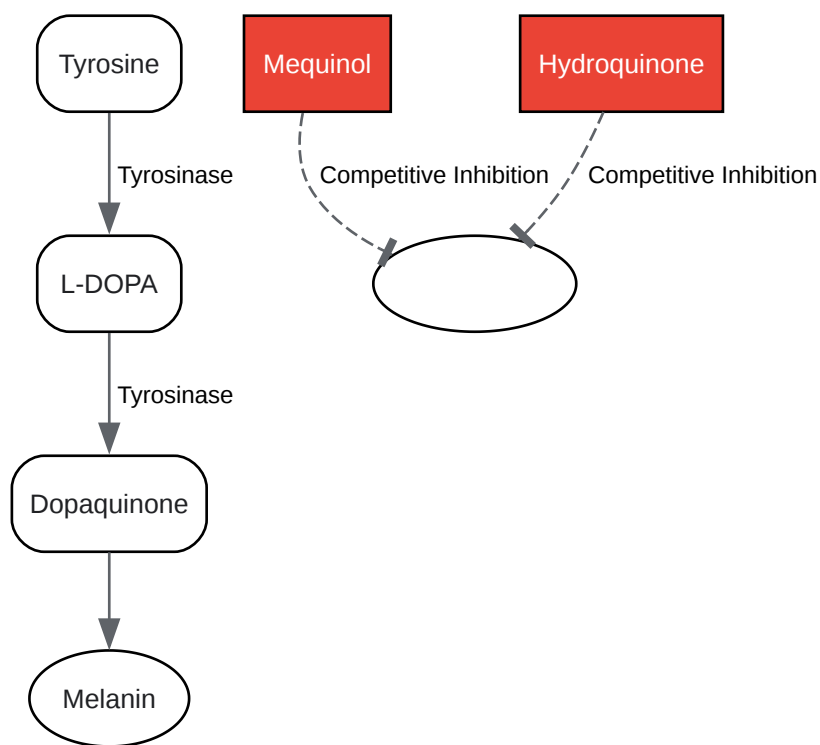 Tyrosine
Mequinol
Hydroquinone
Tyrosinase
Competitive Inhibition
Competitive Inhibition
L-DOPA
Tyrosinase
Dopaquinone
Melanin